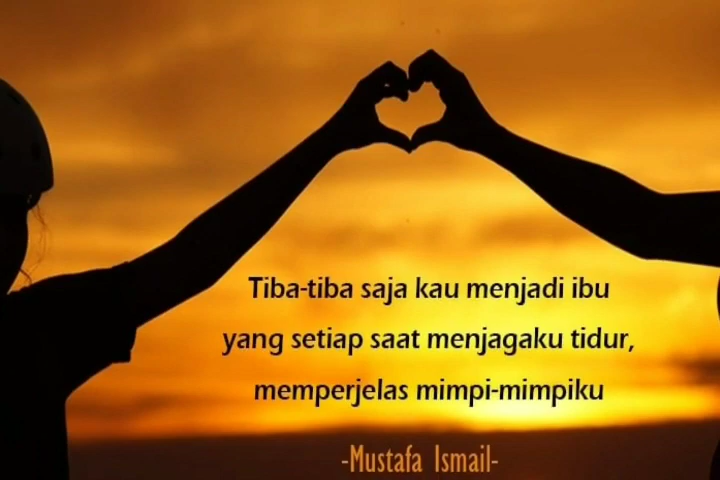 Tiba-tiba saja kau menjadi ibu
yang setiap saat menjagaku tidur,
memperjelas mimpi-mimpiku
-Mustafa Ismail-